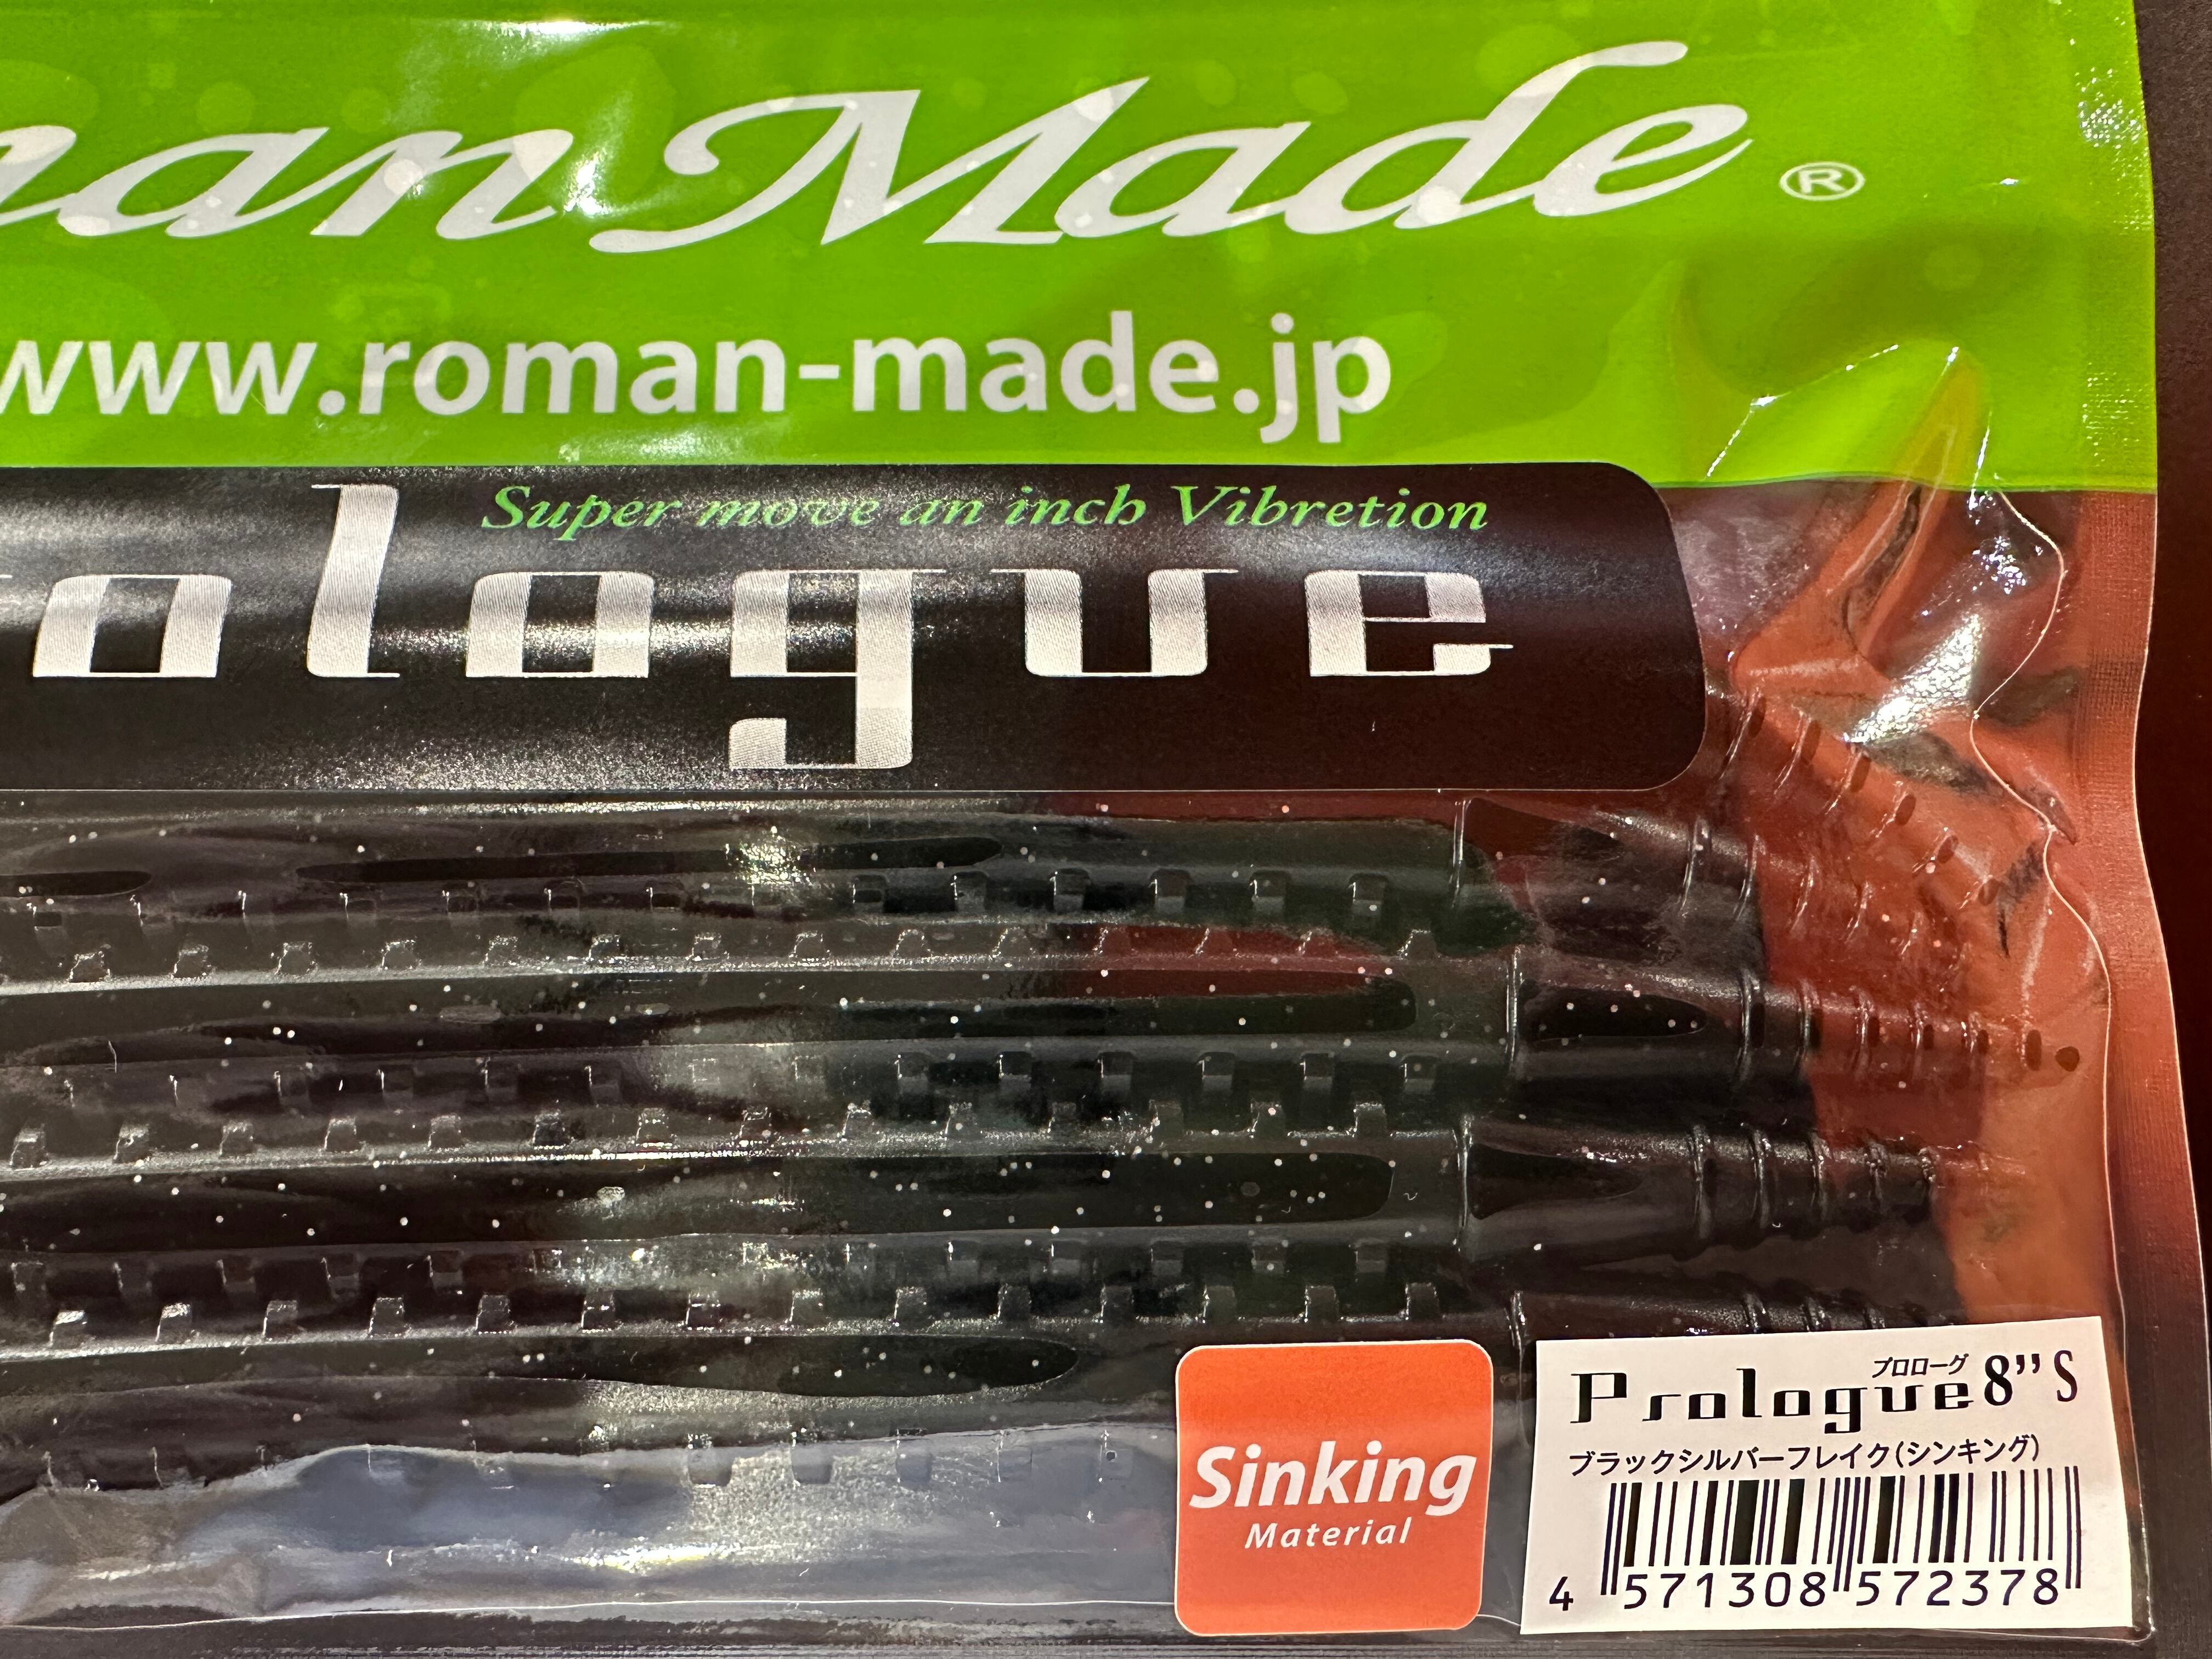 man Made ®
www.roman-made.jp
Super move an inch Vibretion
ologue
Sinking
Material
プロローグ
Prologue 8” S
ブラックシルバーフレイク(シンキング)
4 571308 572378